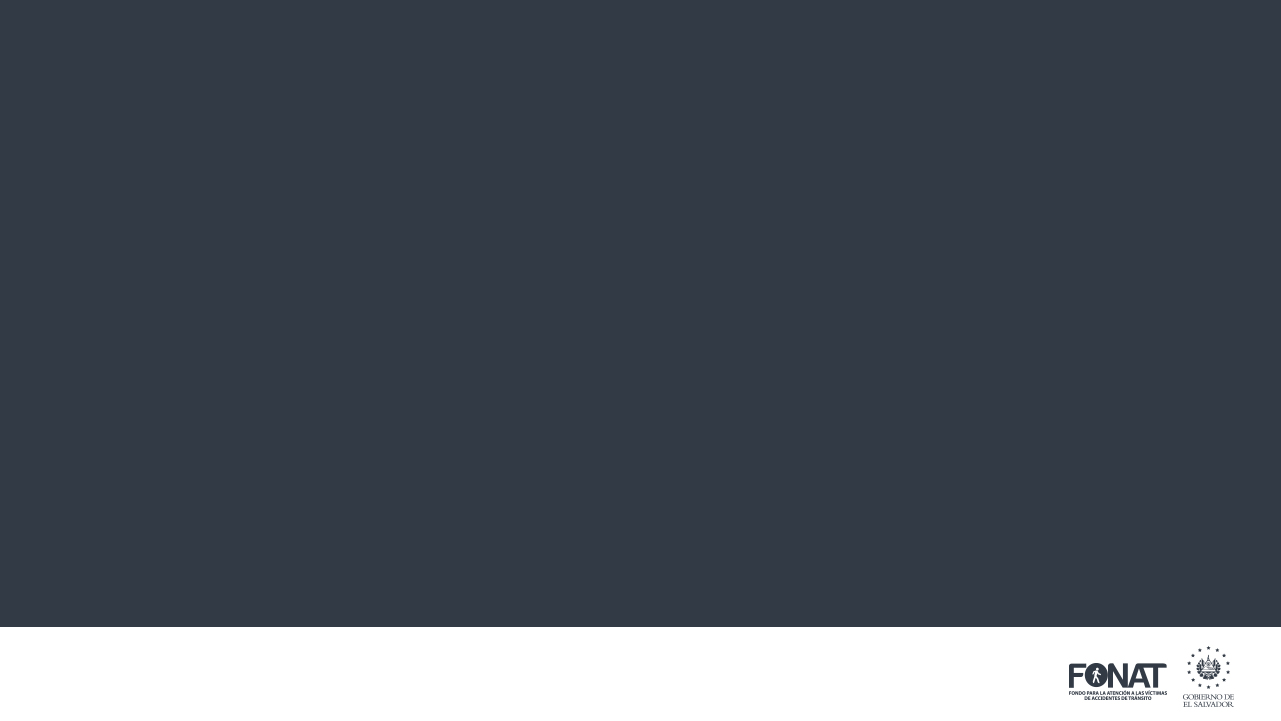 FONAT
FONDO PARA LA ATENCIÓN A LAS VÍCTIMAS
DE ACCIDENTES DE TRÁNSITO
GOBIERNO DE
EL SALVADOR